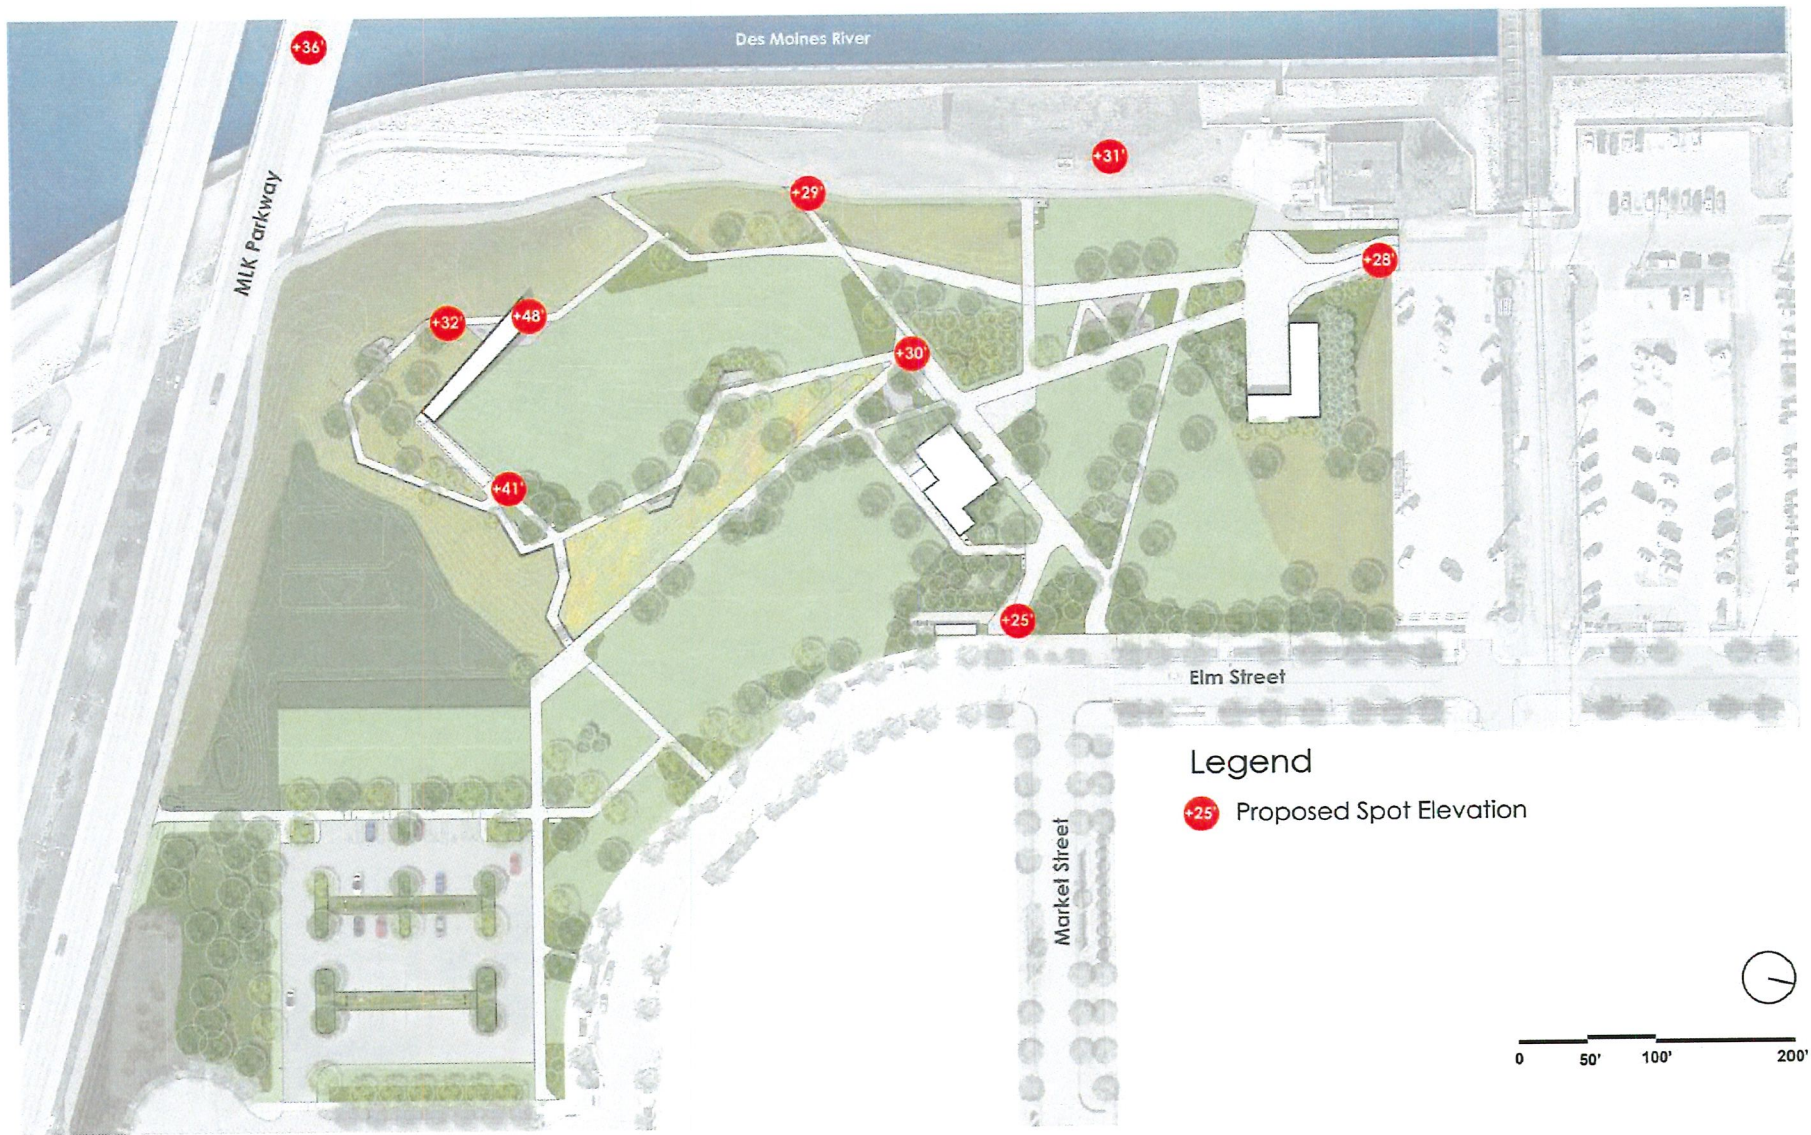 +36'
Des Moines River
+31'
+29'
MLK Parkway
+28'
+32'
+48'
+30'
+41'
+25'
Elm Street
Legend
+25' Proposed Spot Elevation
Market Street
0 50' 100' 200'